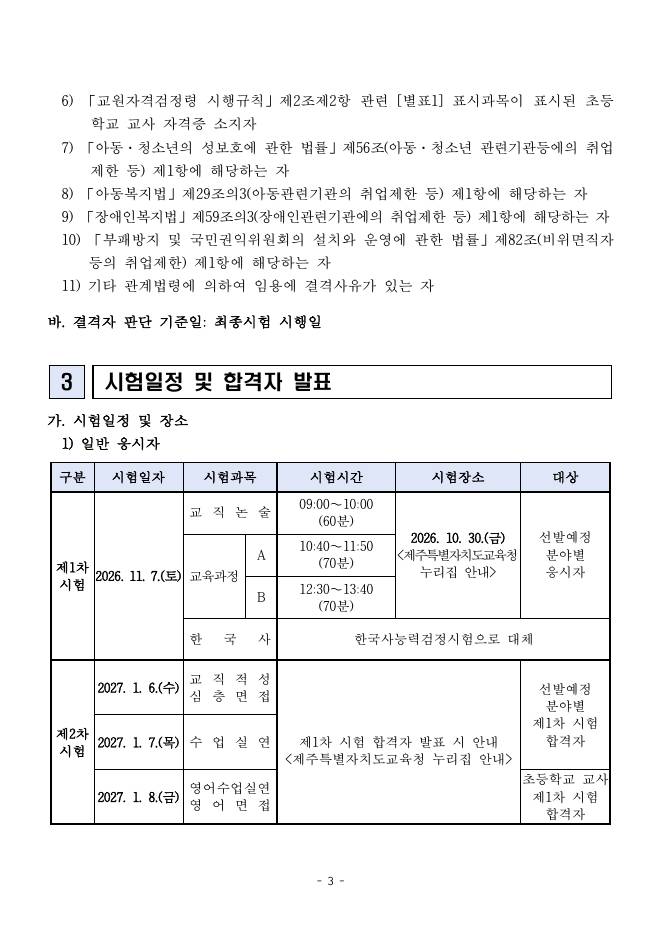 6) 「교원자격검정령 시행규칙」제2조제2항 관련 [별표1] 표시과목이 표시된 초등
학교 교사 자격증 소지자
7) 「아동·청소년의 성보호에 관한 법률」제56조(아동·청소년 관련기관등에의 취업
제한 등) 제1항에 해당하는 자
8) 「아동복지법」제29조의3(아동관련기관의 취업제한 등) 제1항에 해당하는 자
9) 「장애인복지법」제59조의3(장애인관련기관에의 취업제한 등) 제1항에 해당하는 자
10) 「부패방지 및 국민권익위원회의 설치와 운영에 관한 법률」제82조(비위면직자
등의 취업제한) 제1항에 해당하는 자
11) 기타 관계법령에 의하여 임용에 결격사유가 있는 자
바. 결격자 판단 기준일: 최종시험 시행일
3 시험일정 및 합격자 발표
가. 시험일정 및 장소
1) 일반 응시자
구분 시험일자 시험과목 시험시간 시험장소 대상
제1차
시험
2026. 11. 7.(토)
교 직 논 술
09:00∼10:00
(60분)
교육과정
A
10:40∼11:50
(70분)
B
12:30∼13:40
(70분)
2026. 10. 30.(금)
<제주특별자치도교육청
누리집 안내>
선발예정
분야별
응시자
한 국 사
한국사능력검정시험으로 대체
제2차
시험
2027. 1. 6.(수)
교 직 적 성
심 층 면 접
2027. 1. 7.(목)
수 업 실 연
2027. 1. 8.(금)
영어수업실연
영 어 면 접
제1차 시험 합격자 발표 시 안내
<제주특별자치도교육청 누리집 안내>
선발예정
분야별
제1차 시험
합격자
초등학교 교사
제1차 시험
합격자
- 3 -